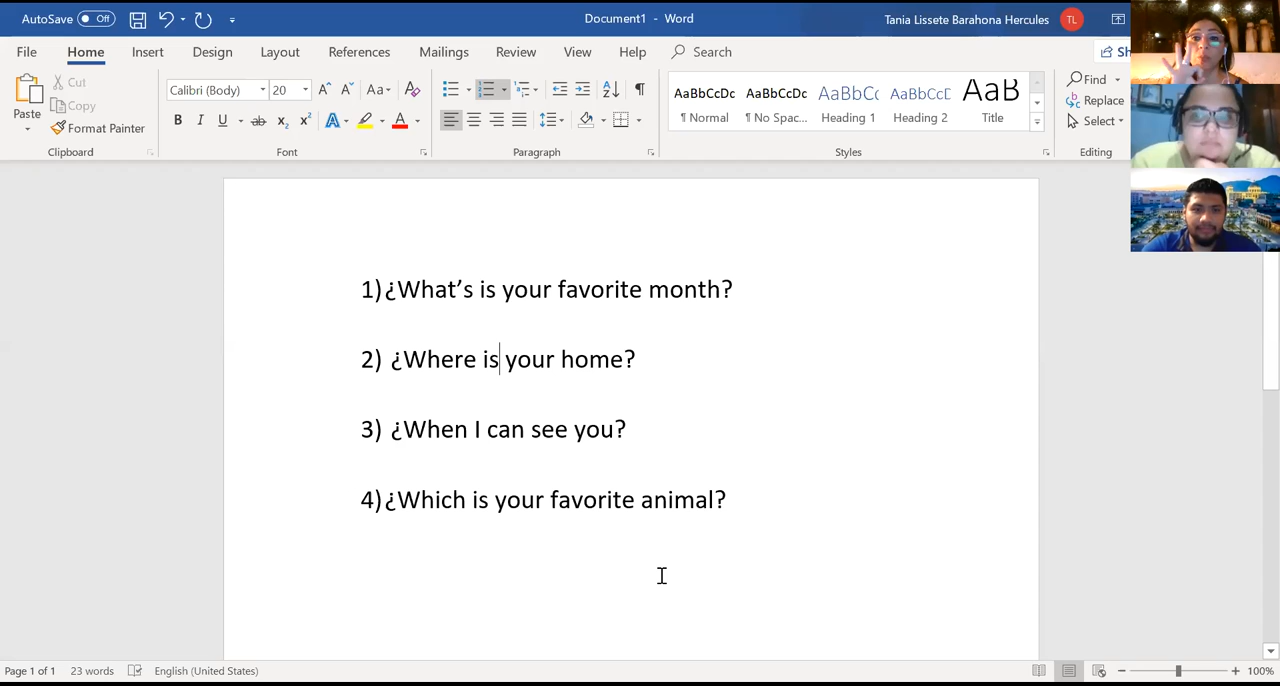 AutoSave Off Document1 - Word Tania Lissete Barahona Hercules TL
File Home Insert Design Layout References Mailings Review View Help Search Sh
Paste
Cut
Copy
Format Painter
Clipboard
Calibri (Body) 20
Font
Paragraph
AaBbCcDc AaBbCcDc AaBbCc AaBbCcD AaB
¶ Normal ¶ No Spac... Heading 1 Heading 2 Title
Styles
Find
Replace
Select
Editing
1) ¿What’s is your favorite month?
2) ¿Where is your home?
3) ¿When I can see you?
4) ¿Which is your favorite animal?
Page 1 of 1 23 words English (United States) 100%